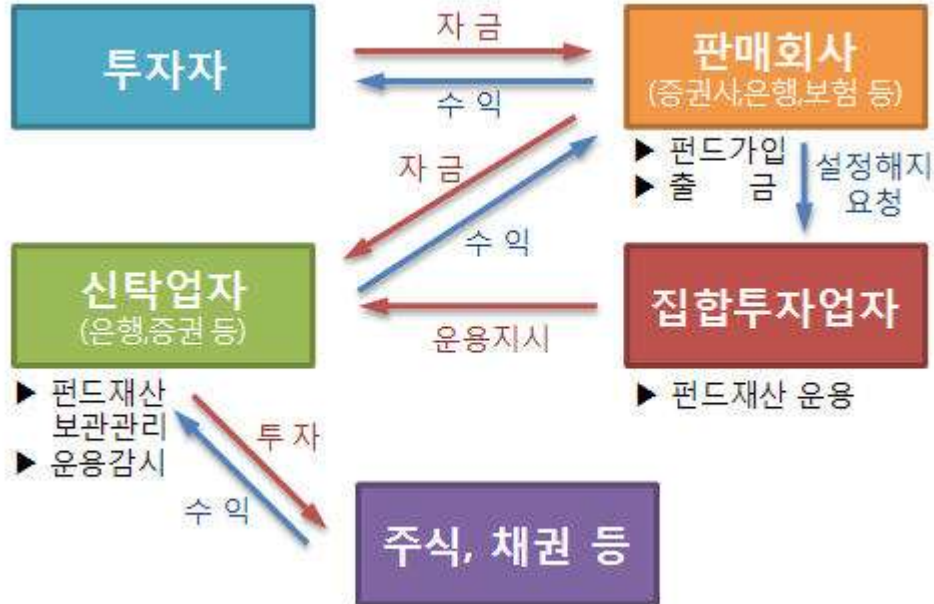 투자자
자 금
수 익
판매회사
(증권사,은행,보험 등)
▶ 펀드가입
▶ 출 금
설정해지
요청
자 금
수 익
신탁업자
(은행,증권 등)
운용지시
집합투자업자
▶ 펀드재산
보관관리
▶ 운용감시
▶ 펀드재산 운용
투 자
수 익
주식, 채권 등